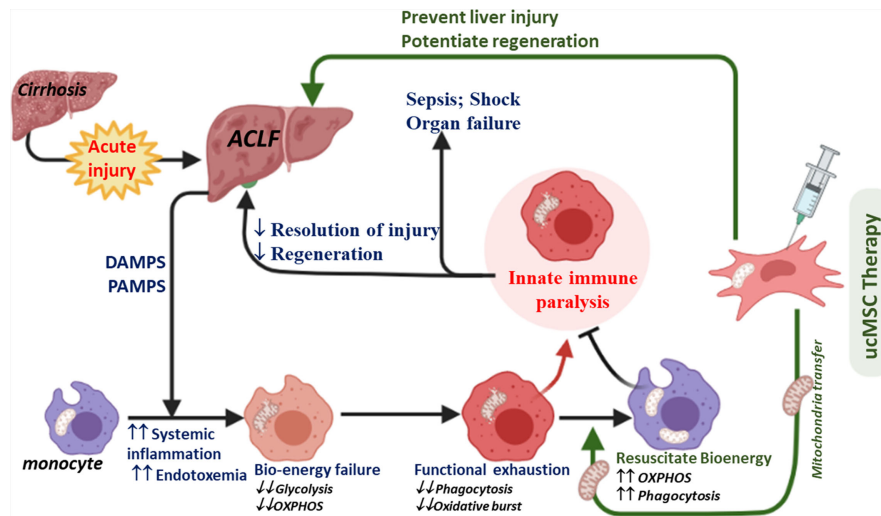 Prevent liver injury
Potentiate regeneration
Cirrhosis
Acute
injury
ACLF
Sepsis; Shock
Organ failure
↓ Resolution of injury
↓ Regeneration
Innate immune
paralysis
DAMPS
PAMPS
ucMSC Therapy
Mitochondria transfer
monocyte
↑↑ Systemic
inflammation
↑↑ Endotoxemia
Bio-energy failure
↓↓Glycolysis
↓↓OXPHOS
Functional exhaustion
↓↓Phagocytosis
↓↓Oxidative burst
Resuscitate Bioenergy
↑↑ OXPHOS
↑↑ Phagocytosis